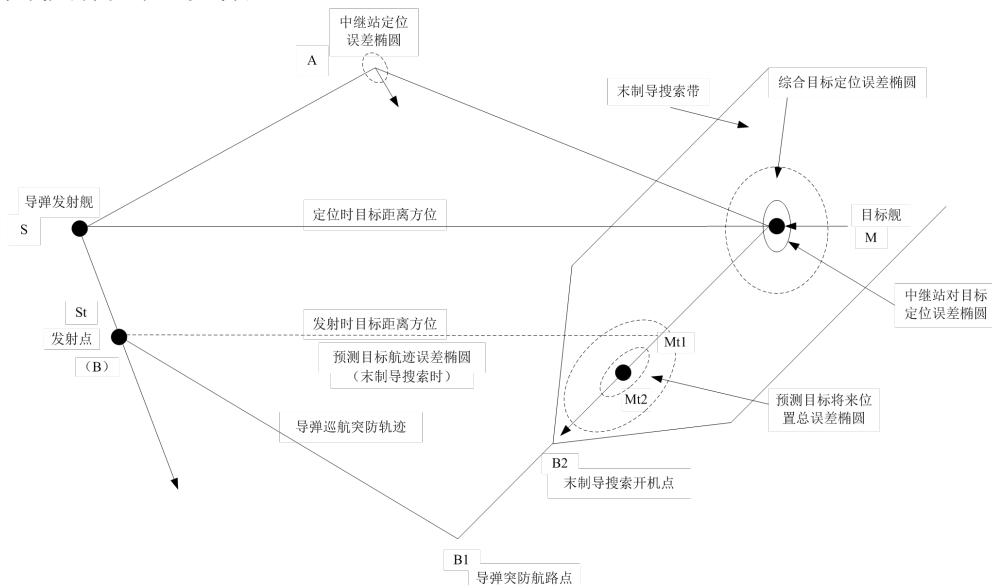 中继站定位
误差椭圆
A
末制导搜索带
综合目标定位误差椭圆
导弹发射舰
S
定位时目标距离方位
目标舰
M
中继站对目标
定位误差椭圆
St
发射点
（B）
发射时目标距离方位
预测目标航迹误差椭圆
（末制导搜索时）
Mt1
Mt2
预测目标将来位
置总误差椭圆
导弹巡航突防轨迹
B2
末制导搜索开机点
B1
导弹突防航路点